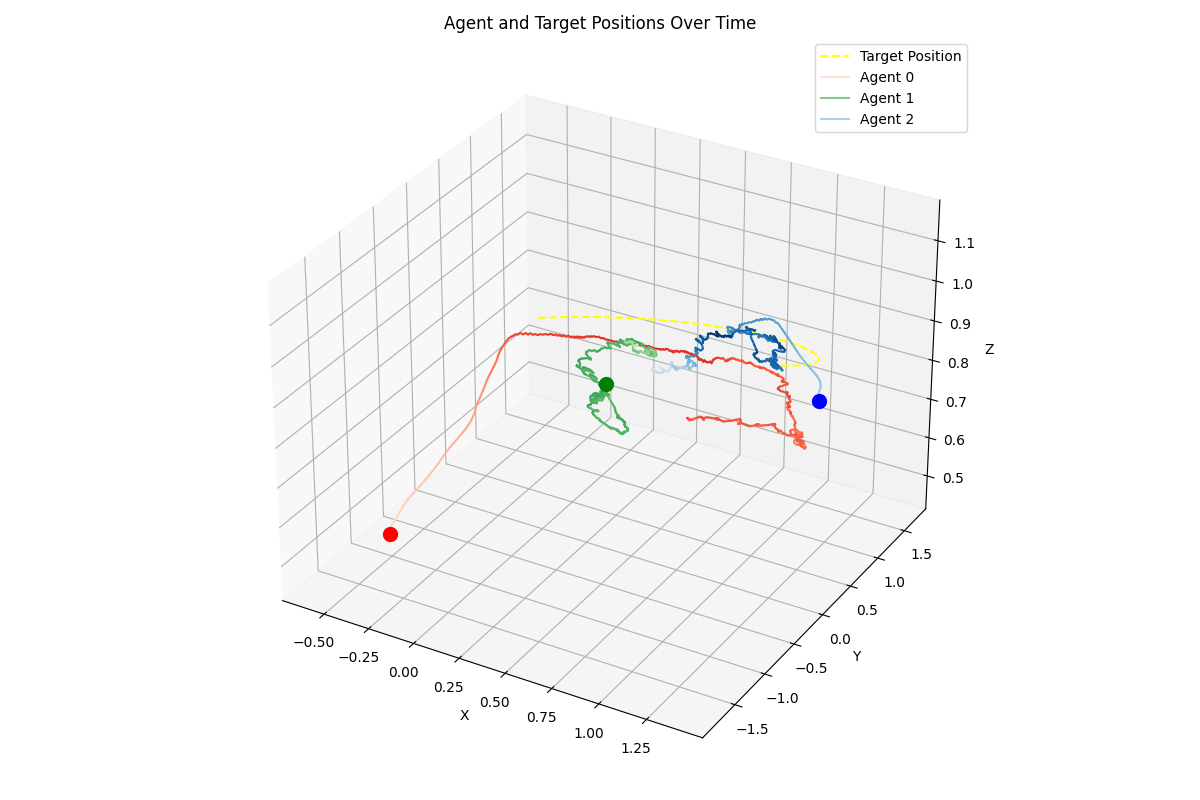 Agent and Target Positions Over Time
Target Position
Agent 0
Agent 1
Agent 2
1.1
1.0
0.9
Z
0.8
0.7
0.6
0.5
1.5
1.0
0.5
0.0
Y
−0.5
−1.0
−1.5
−0.50
−0.25
0.00
0.25
X
0.50
0.75
1.00
1.25